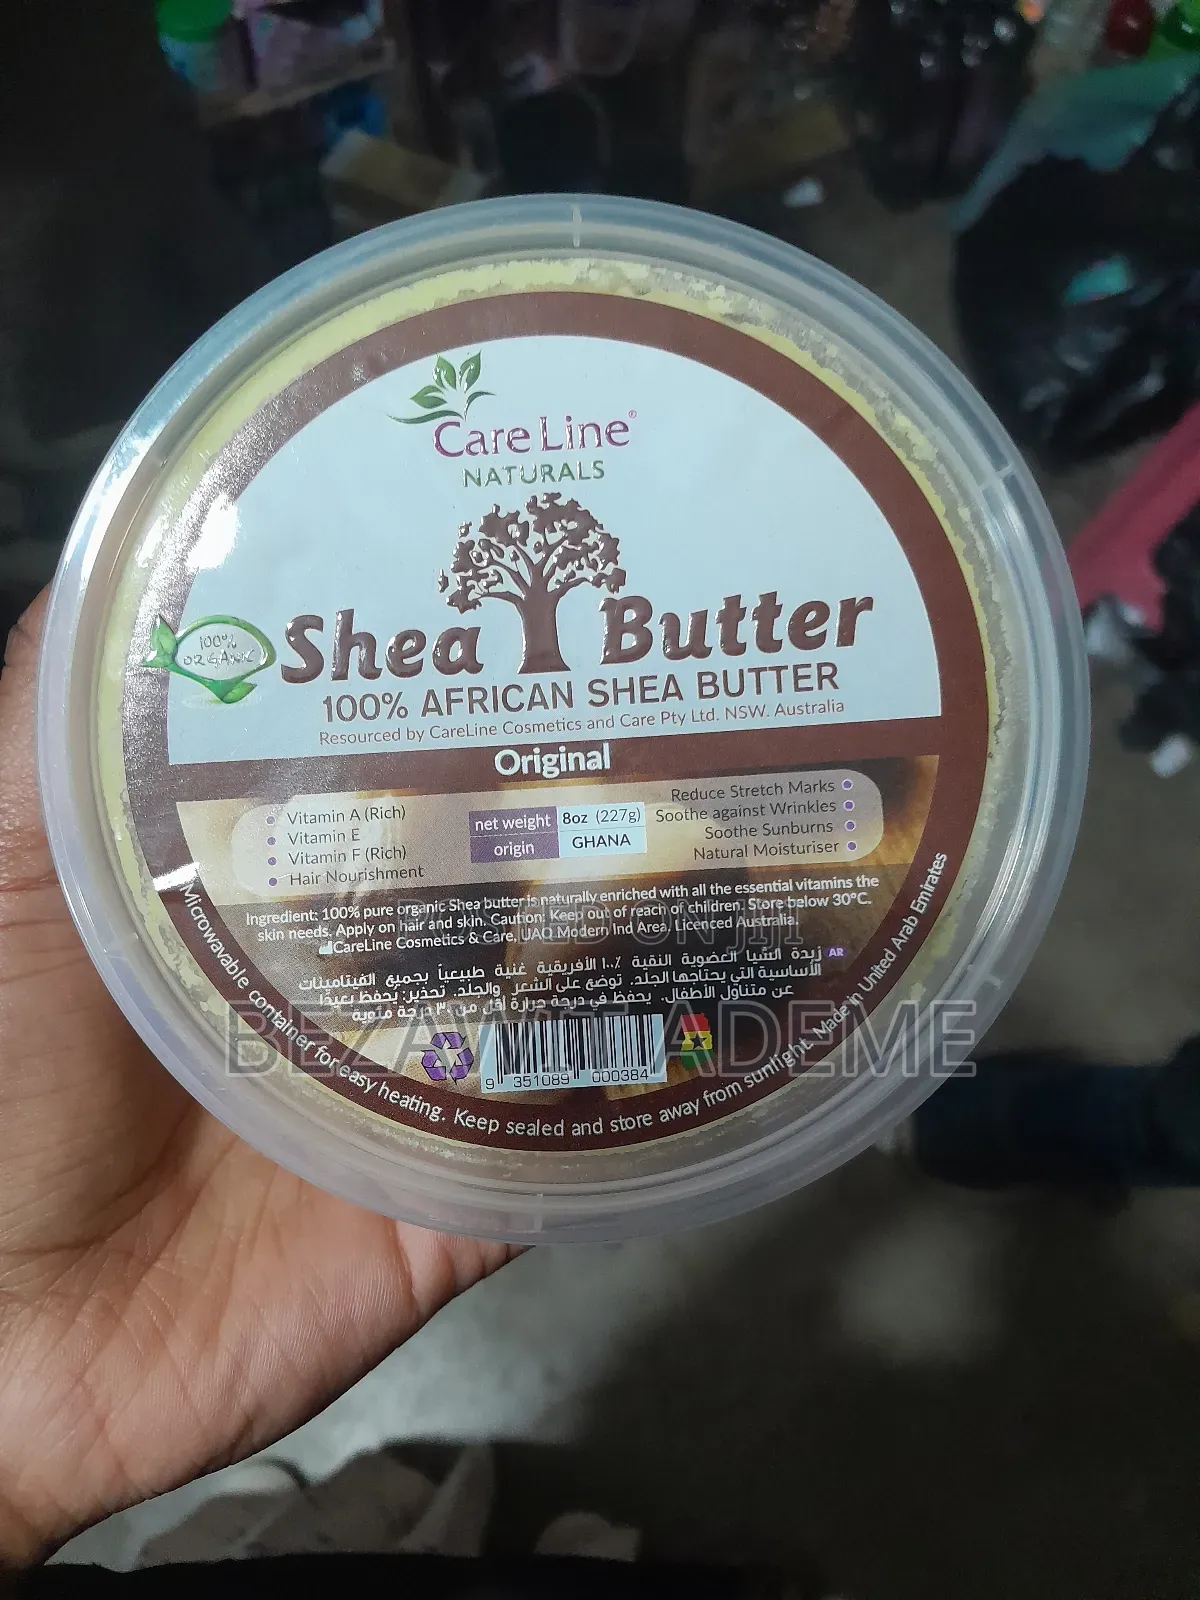 Care Line®
NATURALS
100%
ORGANIC
Shea Butter
100% AFRICAN SHEA BUTTER
Resourced by CareLine Cosmetics and Care Pty Ltd. NSW. Australia
Original
Vitamin A (Rich)
Vitamin E
Vitamin F (Rich)
Hair Nourishment
net weight 8oz (227g)
origin GHANA
Reduce Stretch Marks
Soothe against Wrinkles
Soothe Sunburns
Natural Moisturiser
Ingredient: 100% pure organic Shea butter is naturally enriched with all the essential vitamins the
skin needs. Apply on hair and skin. Caution: Keep out of reach of children. Store below 30°C.
CareLine Cosmetics & Care, UAQ Modern Ind Area. Licenced Australia.
AR زبدة الشيا العضوية النقية ١٠٠٪ الأفريقية غنية طبيعياً بجميع الفيتامينات
الأساسية التي يحتاجها الجلد. توضع على الشعر والجلد. تحذير: يحفظ بعيدًا
عن متناول الأطفال. يحفظ في درجة حرارة أقل من ٣٠ درجة مئوية
9 351089 000384
Microwavable container for easy heating. Keep sealed and store away from sunlight. Made in United Arab Emirates
POSTED ON JIJI
BEZAWIT ADEME